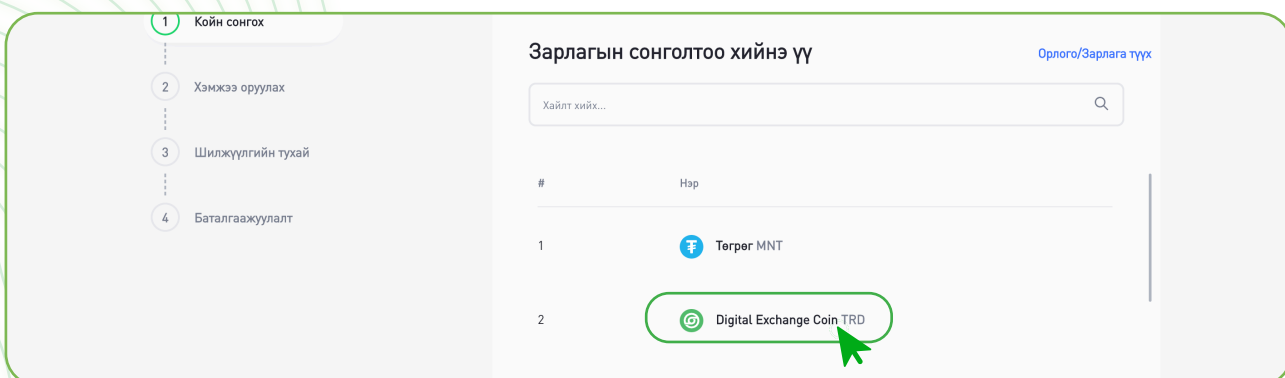 1 Койн сонгох
2 Хэмжээ оруулах
3 Шилжүүлгийн тухай
4 Баталгаажуулалт
Зарлагын сонголтоо хийнэ үү
Орлого/Зарлага түүх
Хайлт хийх...
# Нэр
1 Төгрөг MNT
2 Digital Exchange Coin TRD